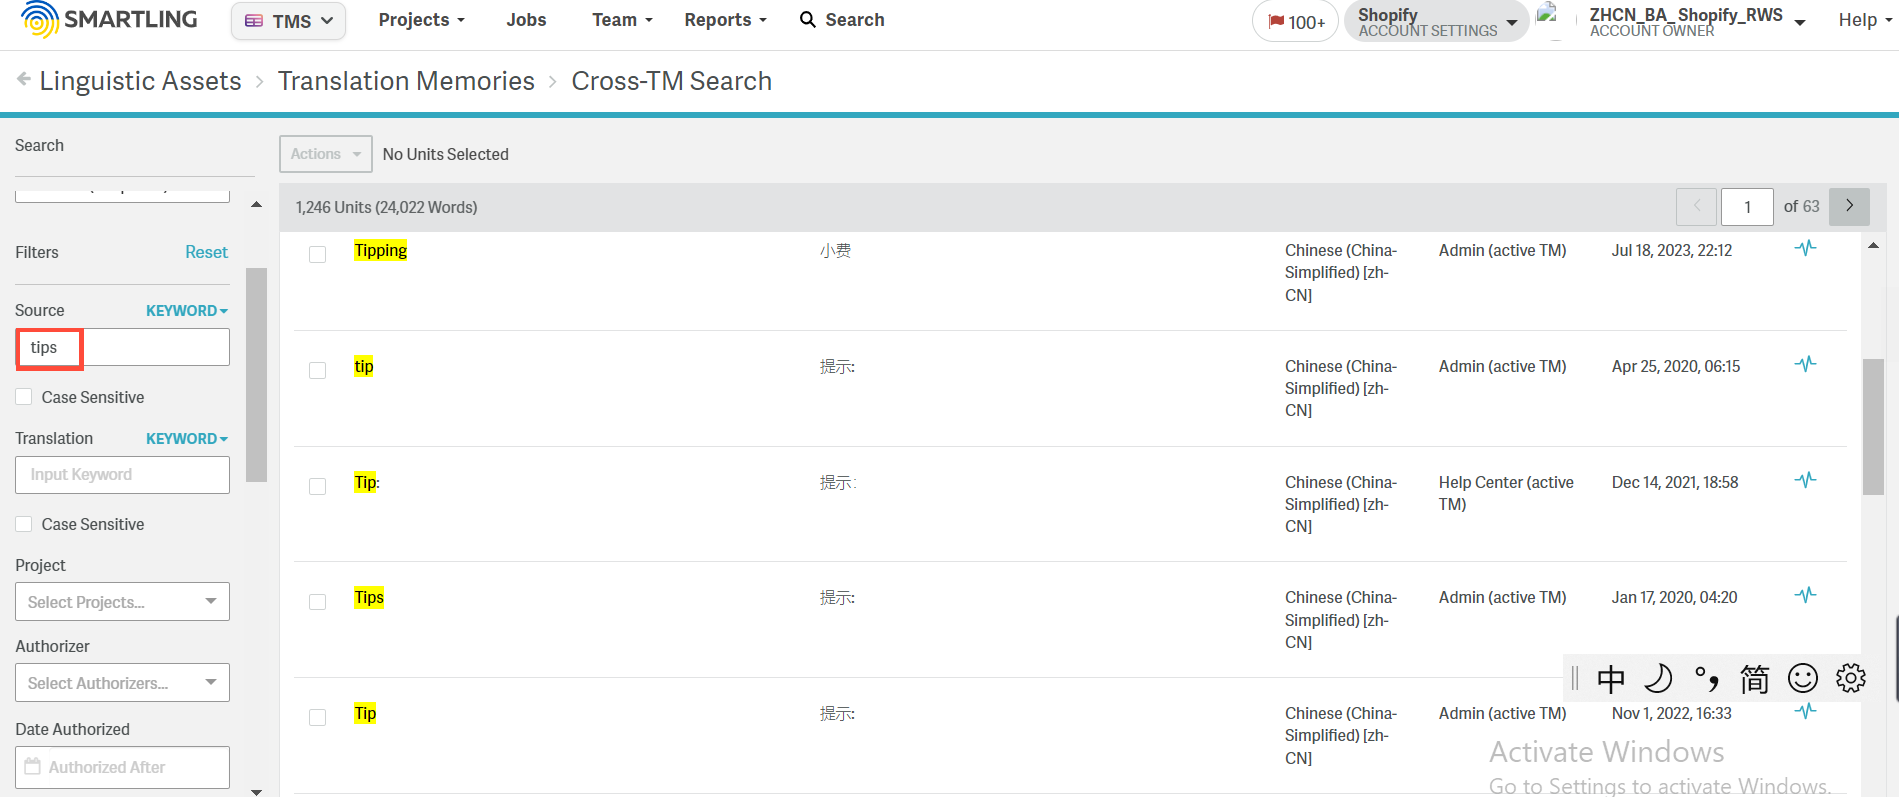 SMARTLING
TMS
Projects
Jobs
Team
Reports
Search
100+
Shopify
ACCOUNT SETTINGS
ZHCN_BA_ Shopify_RWS
ACCOUNT OWNER
Help
Linguistic Assets > Translation Memories > Cross-TM Search
Search
Actions
No Units Selected
1,246 Units (24,022 Words)
1 of 63
Filters
Reset
Source
KEYWORD
tips
Case Sensitive
Translation
KEYWORD
Input Keyword
Case Sensitive
Project
Select Projects...
Authorizer
Select Authorizers...
Date Authorized
Authorized After
Tipping
小费
Chinese (China-
Simplified) [zh-
CN]
Admin (active TM)
Jul 18, 2023, 22:12
tip
提示:
Chinese (China-
Simplified) [zh-
CN]
Admin (active TM)
Apr 25, 2020, 06:15
Tip:
提示：
Chinese (China-
Simplified) [zh-
CN]
Help Center (active
TM)
Dec 14, 2021, 18:58
Tips
提示:
Chinese (China-
Simplified) [zh-
CN]
Admin (active TM)
Jan 17, 2020, 04:20
中 简
Tip
提示:
Chinese (China-
Simplified) [zh-
CN]
Admin (active TM)
Nov 1, 2022, 16:33
Activate Windows
Go to Settings to activate Windows.